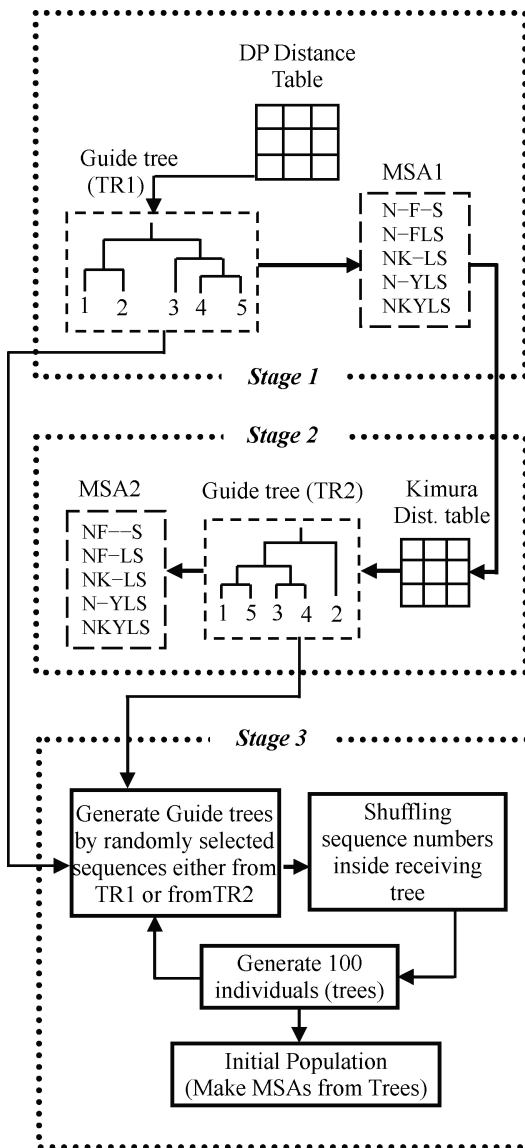 DP Distance
Table
Guide tree
(TR1)
MSA1
N−F−S
N−FLS
NK−LS
N−YLS
NKYLS
1 2 3 4 5
Stage 1
Stage 2
MSA2
Guide tree (TR2)
Kimura
Dist. table
NF−−S
NF−LS
NK−LS
N−YLS
NKYLS
1 5 3 4 2
Stage 3
Generate Guide trees
by randomly selected
sequences either from
TR1 or fromTR2
Shuffling
sequence numbers
inside receiving
tree
Generate 100
individuals (trees)
Initial Population
(Make MSAs from Trees)